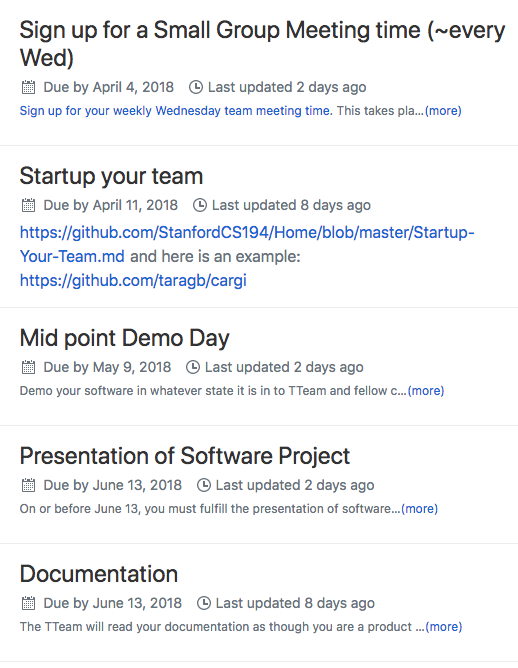 Sign up for a Small Group Meeting time (~every
Wed)
Due by April 4, 2018 Last updated 2 days ago
Sign up for your weekly Wednesday team meeting time. This takes pla...(more)
Startup your team
Due by April 11, 2018 Last updated 8 days ago
https://github.com/StanfordCS194/Home/blob/master/Startup-
Your-Team.md and here is an example:
https://github.com/taragb/cargi
Mid point Demo Day
Due by May 9, 2018 Last updated 2 days ago
Demo your software in whatever state it is in to TTeam and fellow c...(more)
Presentation of Software Project
Due by June 13, 2018 Last updated 2 days ago
On or before June 13, you must fulfill the presentation of software...(more)
Documentation
Due by June 13, 2018 Last updated 8 days ago
The TTeam will read your documentation as though you are a product ...(more)